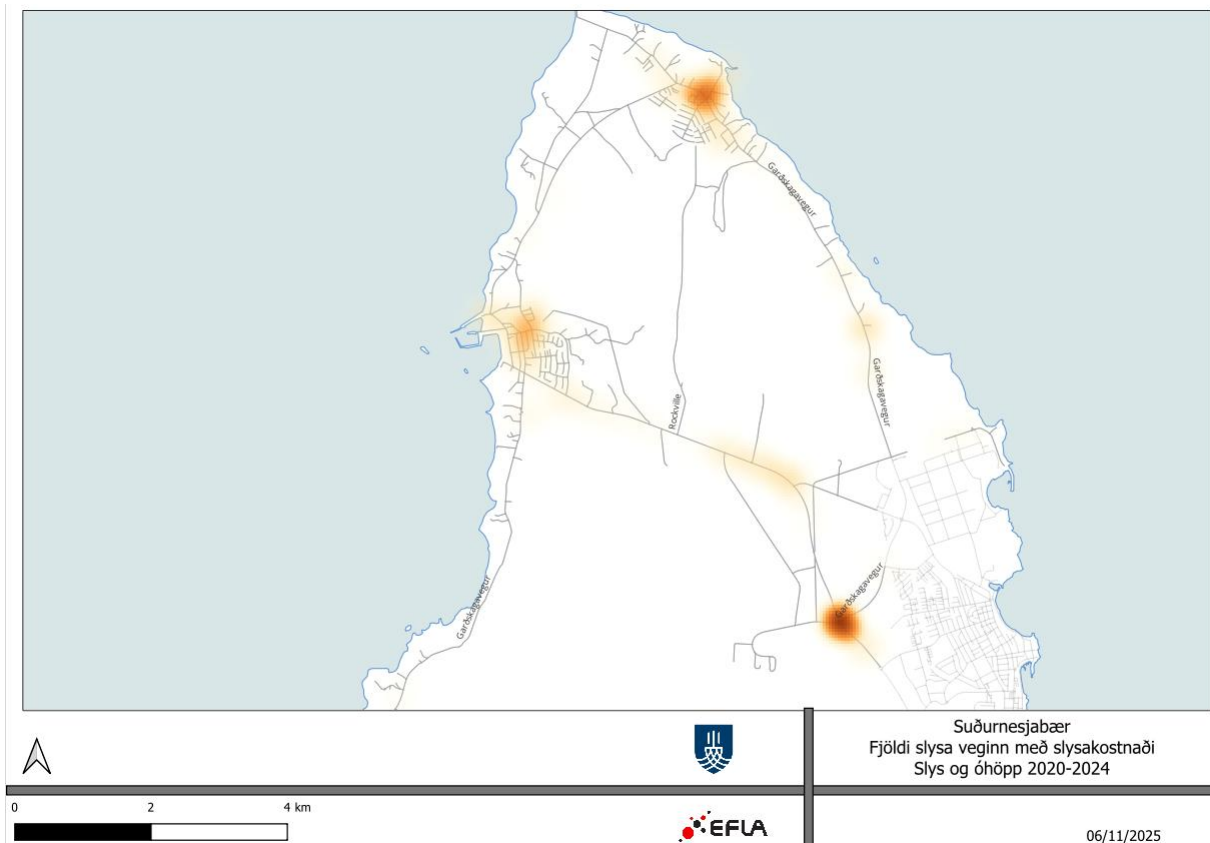 Garðskagavegur
Garðskagavegur
Rockville
Garðskagavegur
Garðskagavegur
Suðurnesjabær
Fjöldi slysa veginn með slysakostnaði
Slys og óhöpp 2020-2024
0 2 4 km
EFLA
06/11/2025